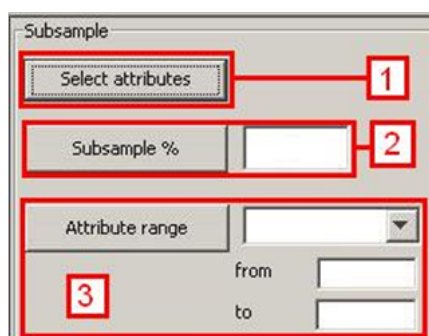 Subsample
Select attributes
1
Subsample %
2
Attribute range
from
3
to